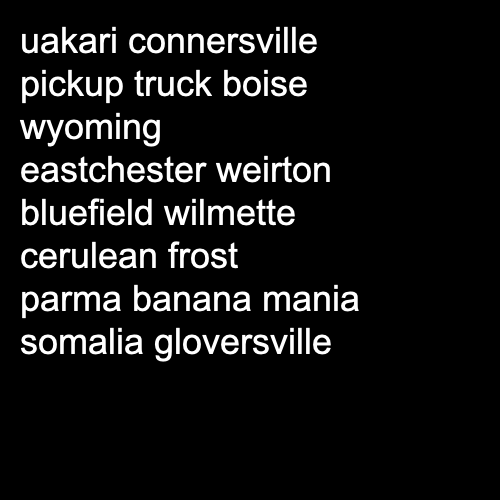 uakari connersville
pickup truck boise
wyoming
eastchester weirton
bluefield wilmette
cerulean frost
parma banana mania
somalia gloversville